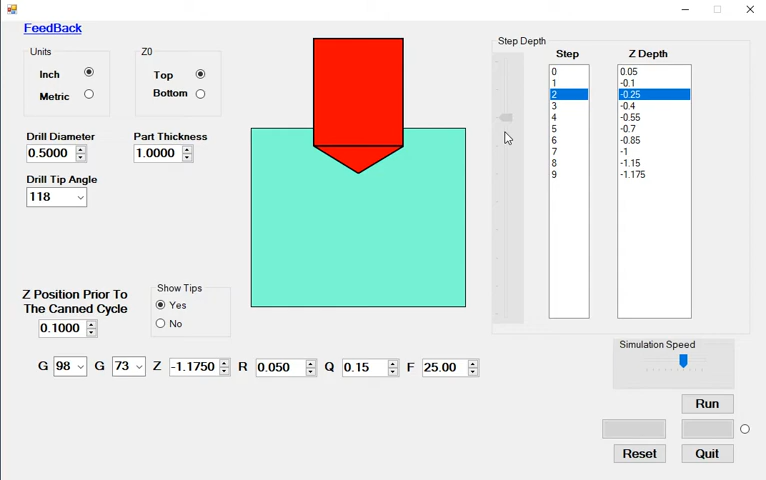 FeedBack
Units
Inch
Metric
Z0
Top
Bottom
Drill Diameter
0.5000
Part Thickness
1.0000
Drill Tip Angle
118
Z Position Prior To
The Canned Cycle
0.1000
Show Tips
Yes
No
G 98 G 73 Z -1.1750 R 0.050 Q 0.15 F 25.00
Step Depth
Step Z Depth
0 0.05
1 -0.1
2 -0.25
3 -0.4
4 -0.55
5 -0.7
6 -0.85
7 -1
8 -1.15
9 -1.175
Simulation Speed
Run
Reset Quit